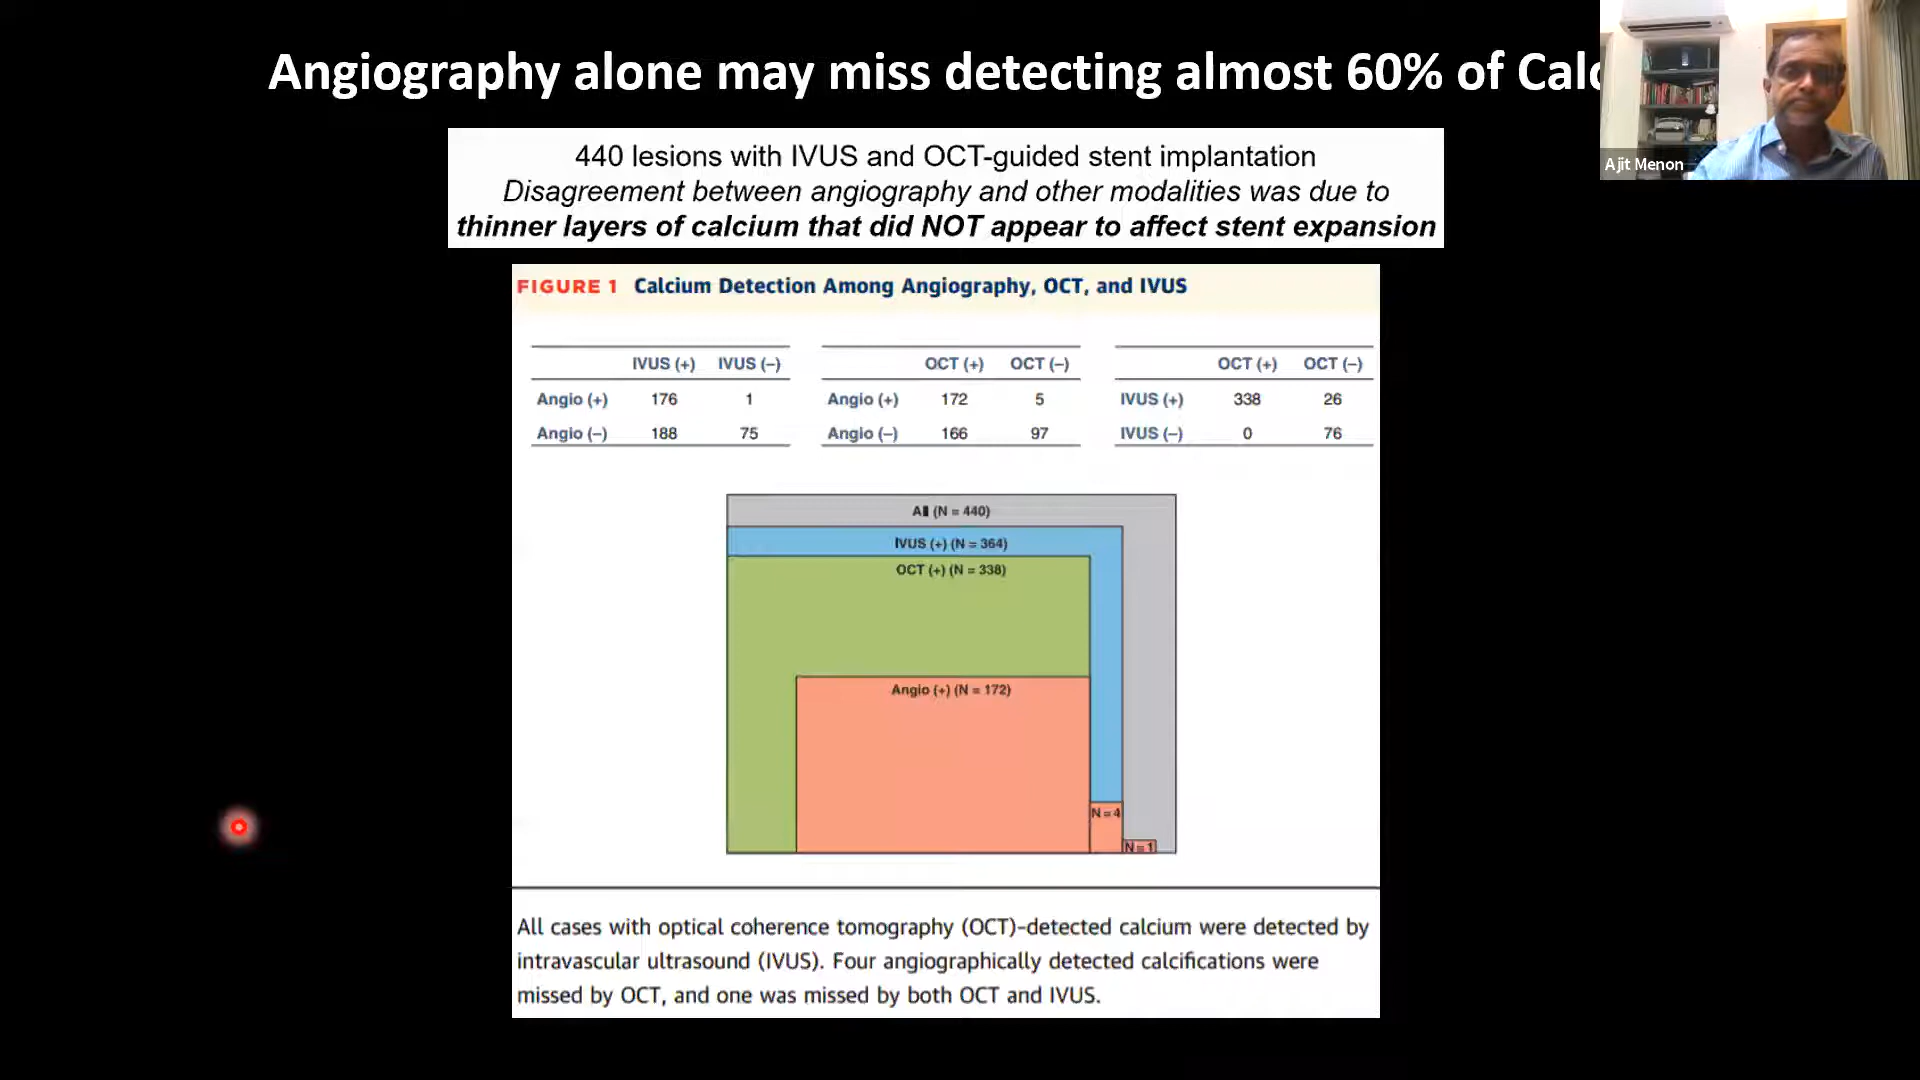 Angiography alone may miss detecting almost 60% of
Ajit Menon
440 lesions with IVUS and OCT-guided stent implantation
Disagreement between angiography and other modalities was due to
thinner layers of calcium that did NOT appear to affect stent expansion
FIGURE 1 Calcium Detection Among Angiography, OCT, and IVUS
IVUS (+) IVUS (–)
Angio (+) 176 1
Angio (–) 188 75
OCT (+) OCT (–)
Angio (+) 172 5
Angio (–) 166 97
OCT (+) OCT (–)
IVUS (+) 338 26
IVUS (–) 0 76
All (N = 440)
IVUS (+) (N = 364)
OCT (+) (N = 338)
Angio (+) (N = 172)
N = 4
N = 1
All cases with optical coherence tomography (OCT)-detected calcium were detected by
intravascular ultrasound (IVUS). Four angiographically detected calcifications were
missed by OCT, and one was missed by both OCT and IVUS.